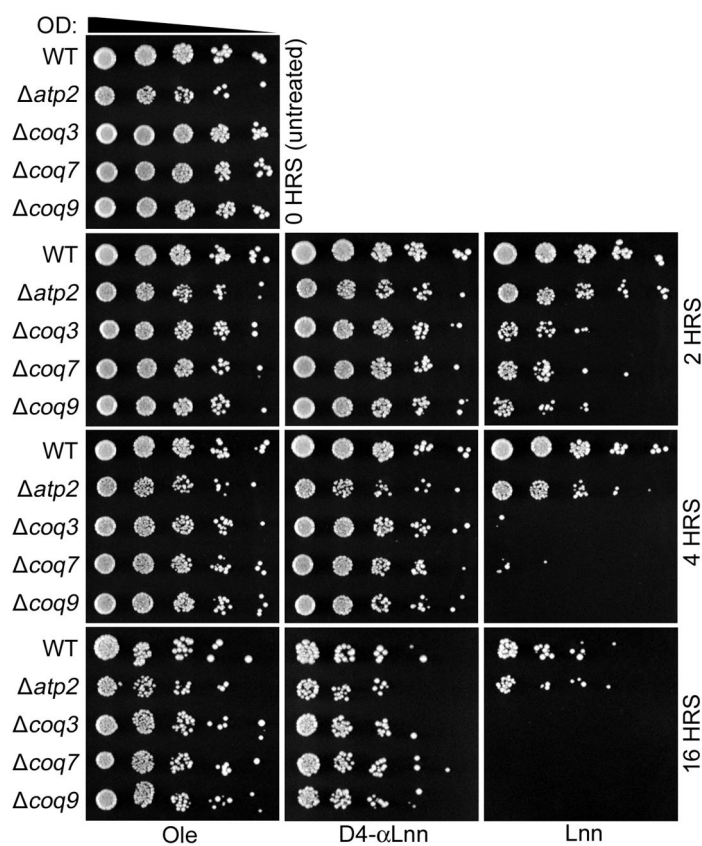 OD:
WT
Δatp2
Δcoq3
Δcoq7
Δcoq9
0 HRS (untreated)
WT
Δatp2
Δcoq3
Δcoq7
Δcoq9
2 HRS
WT
Δatp2
Δcoq3
Δcoq7
Δcoq9
4 HRS
WT
Δatp2
Δcoq3
Δcoq7
Δcoq9
16 HRS
Ole D4-αLnn Lnn